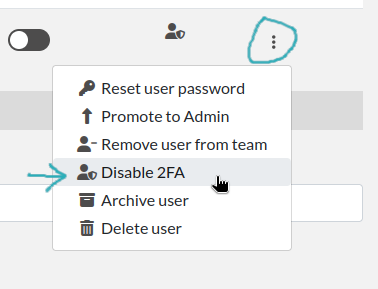 Reset user password
Promote to Admin
Remove user from team
Disable 2FA
Archive user
Delete user